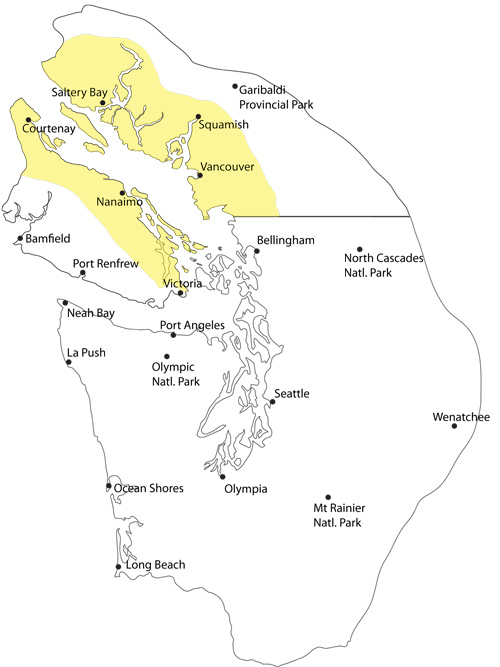 Saltery Bay
Garibaldi
Provincial Park
Courtenay
Squamish
Vancouver
Nanaimo
Bamfield
Bellingham
North Cascades
Natl. Park
Port Renfrew
Victoria
Neah Bay
Port Angeles
La Push
Olympic
Natl. Park
Seattle
Wenatchee
Ocean Shores
Olympia
Mt Rainier
Natl. Park
Long Beach